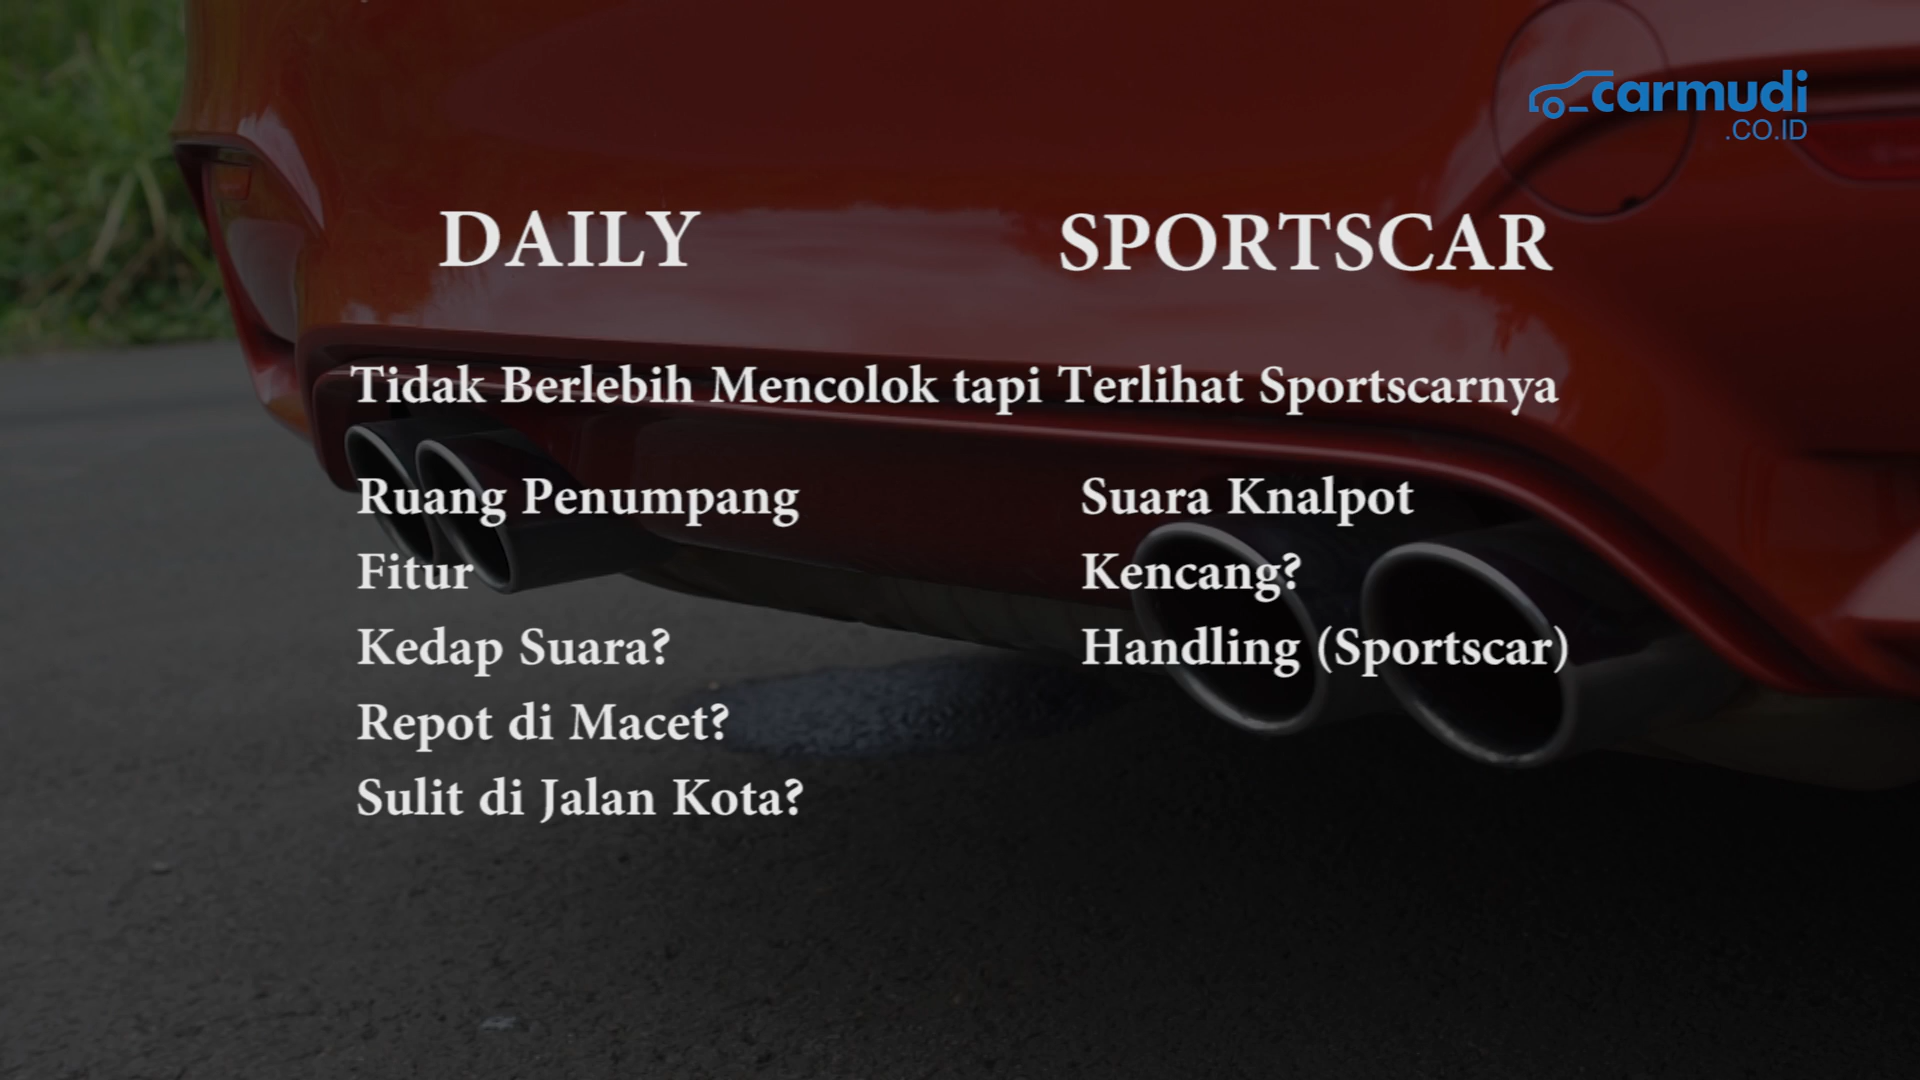 carmudi
.CO.ID
DAILY
SPORTSCAR
Tidak Berlebih Mencolok tapi Terlihat Sportscarnya
Ruang Penumpang
Fitur
Kedap Suara?
Repot di Macet?
Sulit di Jalan Kota?
Suara Knalpot
Kencang?
Handling (Sportscar)